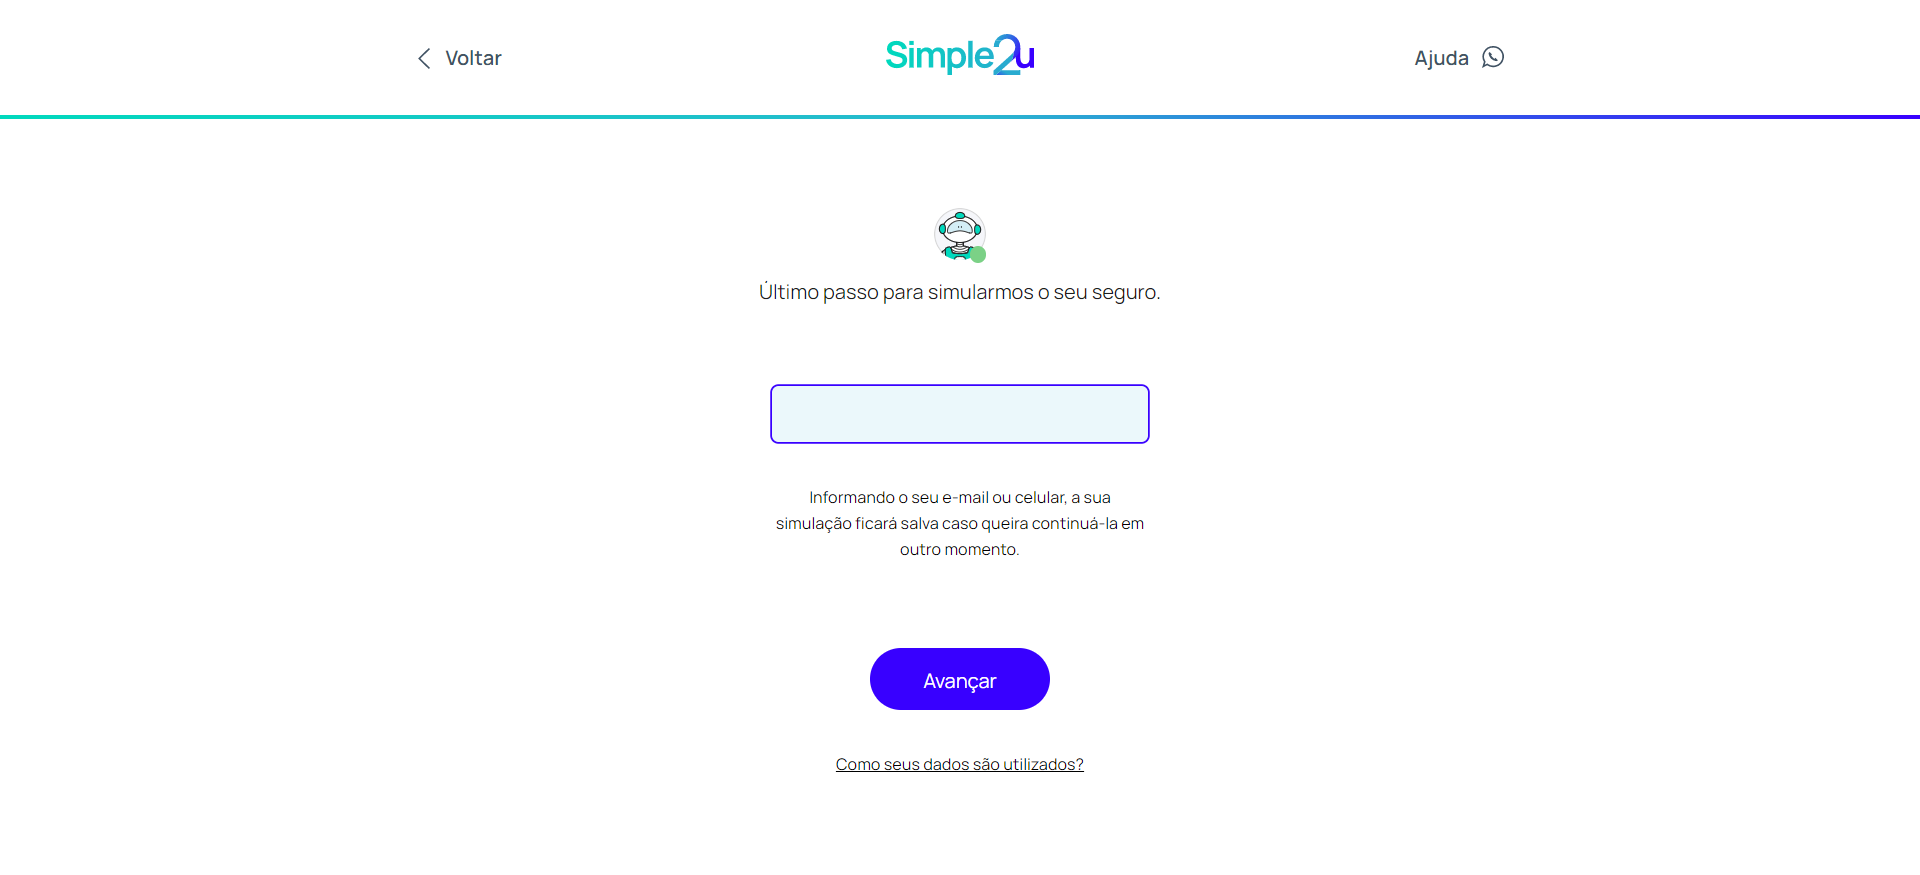 Voltar
Simple2u
Ajuda
Último passo para simularmos o seu seguro.
Informando o seu e-mail ou celular, a sua
simulação ficará salva caso queira continuá-la em
outro momento.
Avançar
Como seus dados são utilizados?